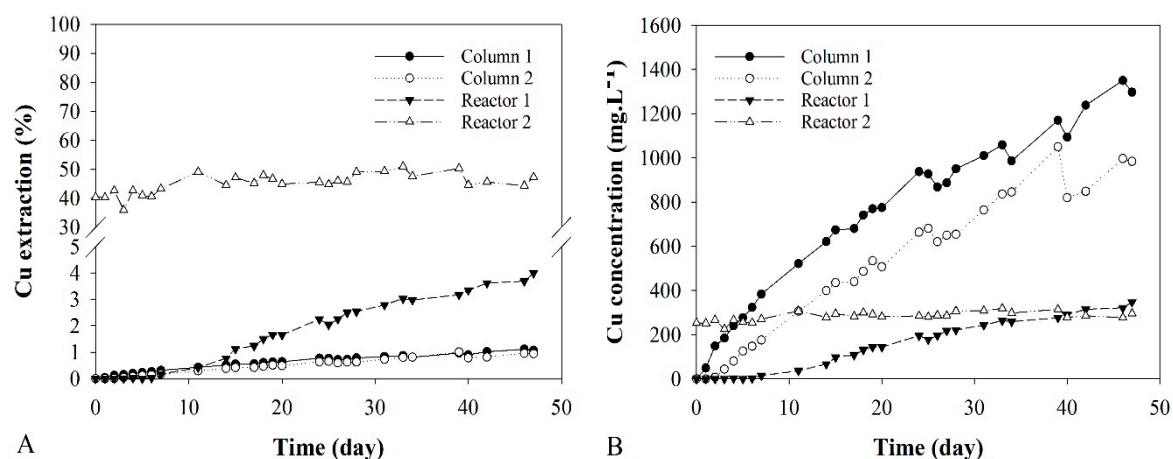 100
90
80
70
60
50
40
30
5
4
3
2
1
0
Cu extraction (%)
Column 1
Column 2
Reactor 1
Reactor 2
0 10 20 30 40 50
Time (day)
A
1600
1400
1200
1000
800
600
400
200
0
Cu concentration (mg.L⁻¹)
Column 1
Column 2
Reactor 1
Reactor 2
0 10 20 30 40 50
Time (day)
B